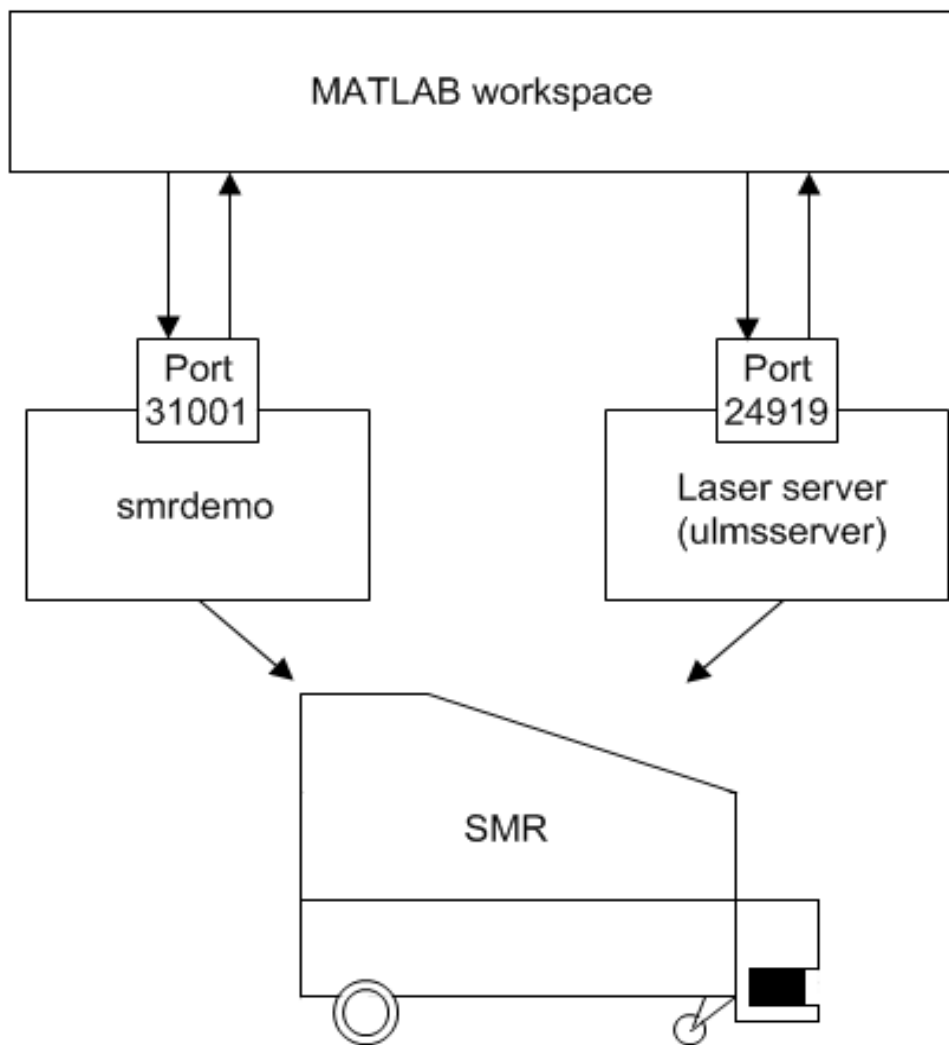 MATLAB workspace
Port
31001
Port
24919
smrdemo
Laser server
(ulmsserver)
SMR